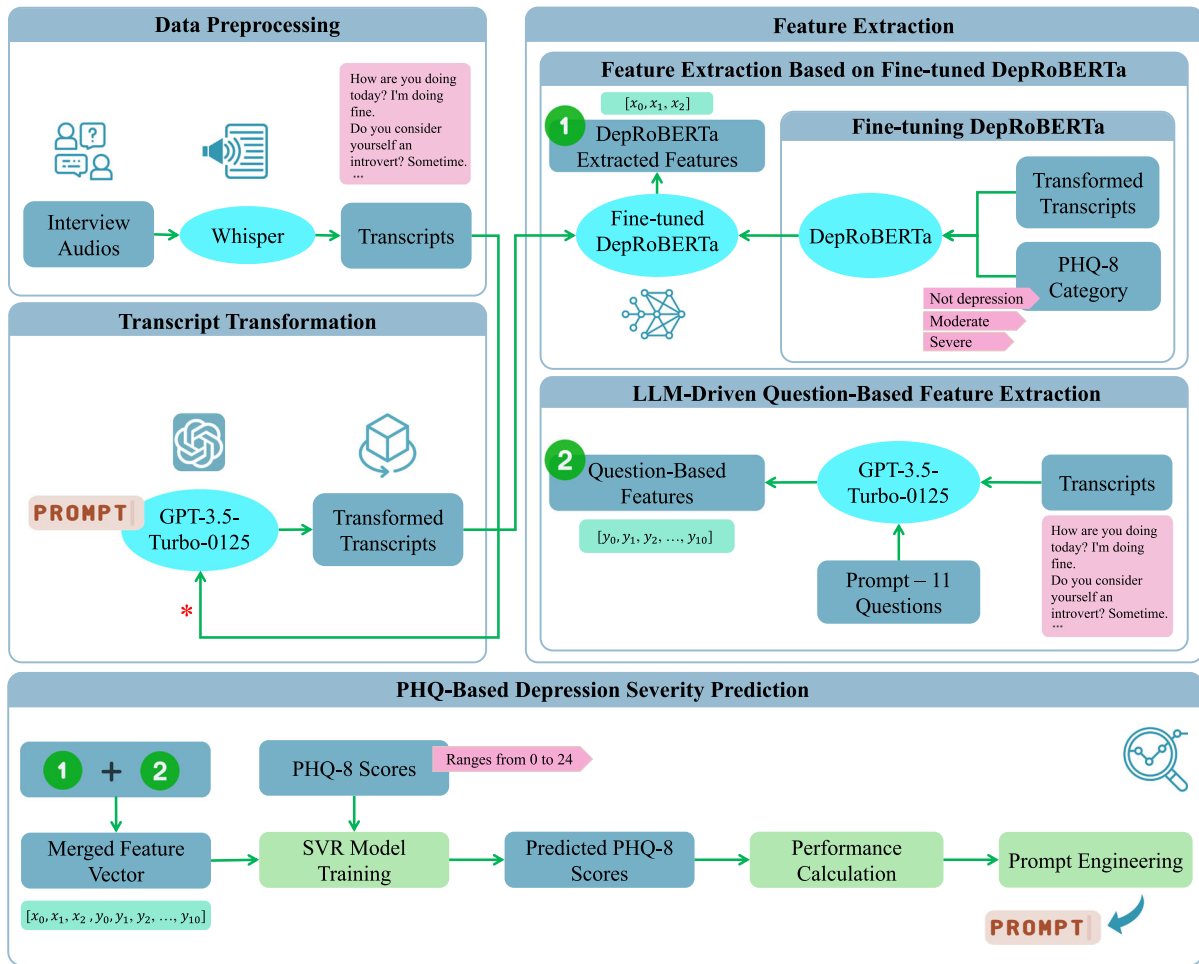 Data Preprocessing
How are you doing
today? I'm doing
fine.
Do you consider
yourself an
introvert? Sometime.
...
Interview
Audios
Whisper
Transcripts
Transcript Transformation
PROMPT
GPT-3.5-
Turbo-0125
Transformed
Transcripts
*
Feature Extraction
Feature Extraction Based on Fine-tuned DepRoBERTa
[x₀, x₁, x₂]
1
DepRoBERTa
Extracted Features
Fine-tuned
DepRoBERTa
Fine-tuning DepRoBERTa
DepRoBERTa
Transformed
Transcripts
PHQ-8
Category
Not depression
Moderate
Severe
LLM-Driven Question-Based Feature Extraction
2
Question-Based
Features
[y₀, y₁, y₂, ..., y₁₀]
GPT-3.5-
Turbo-0125
Transcripts
Prompt – 11
Questions
How are you doing
today? I'm doing
fine.
Do you consider
yourself an
introvert? Sometime.
...
PHQ-Based Depression Severity Prediction
1 + 2
PHQ-8 Scores
Ranges from 0 to 24
Merged Feature
Vector
SVR Model
Training
Predicted PHQ-8
Scores
Performance
Calculation
Prompt Engineering
[x₀, x₁, x₂ , y₀, y₁, y₂, ..., y₁₀]
PROMPT